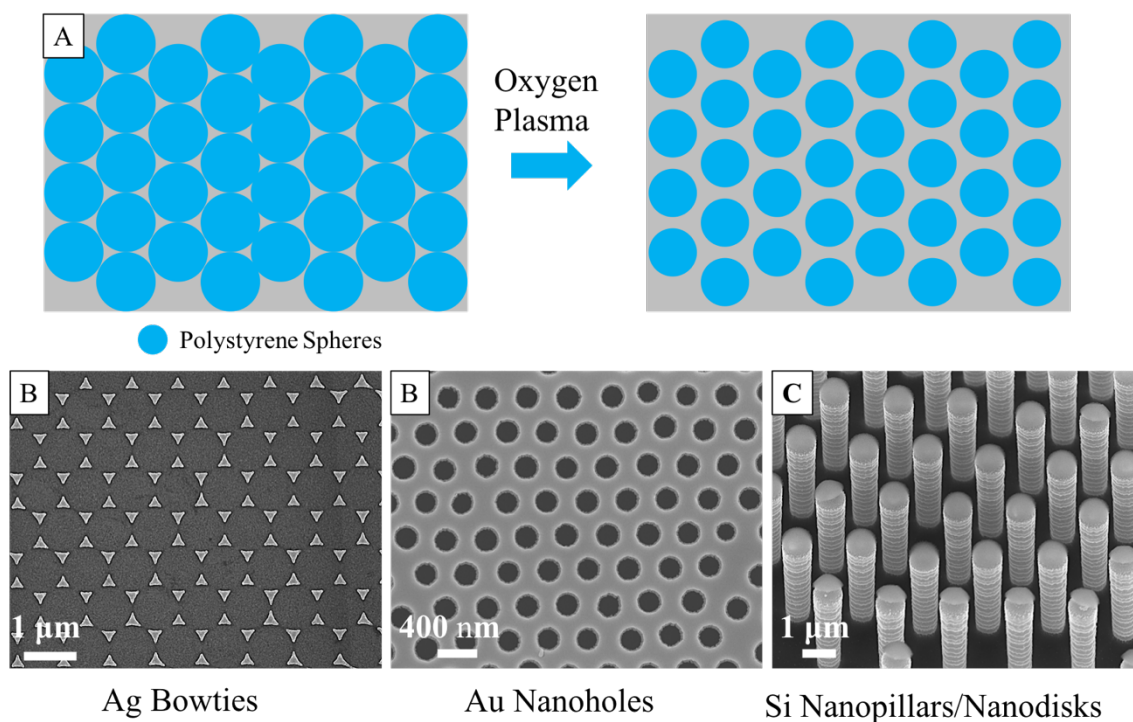 A
Oxygen
Plasma
Polystyrene Spheres
B
B
C
1 µm
400 nm
1 µm
Ag Bowties
Au Nanoholes
Si Nanopillars/Nanodisks